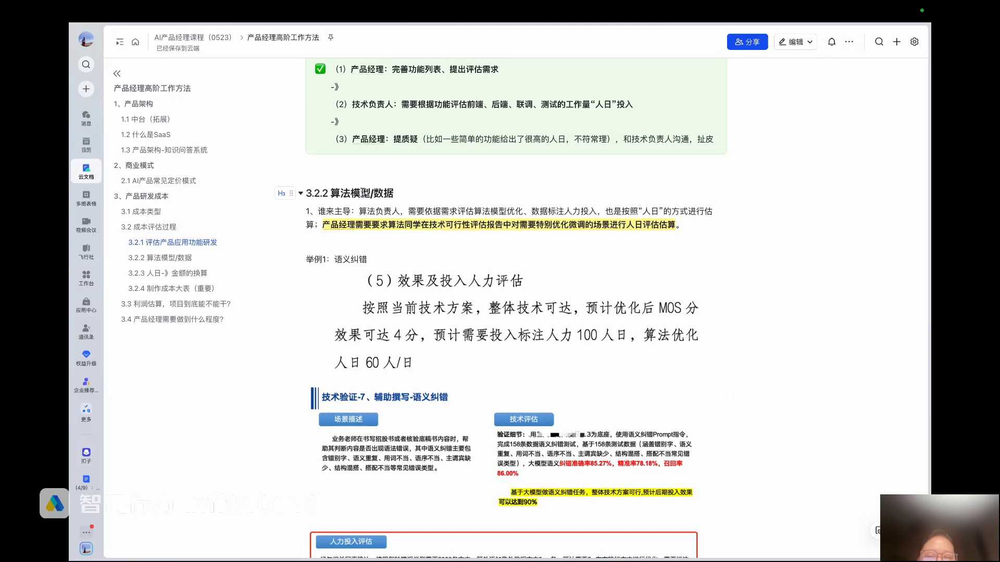 AI产品经理课程（0523） > 产品经理高阶工作方法
已经保存到云端
分享
编辑
消息
25
日历
云文档
多维表格
视频会议
飞行社
工作台
应用中心
通讯录
权益升级
企业推荐...
更多
扣子
(4/9)：...
产品经理高阶工作方法
1、产品架构
1.1 中台（拓展）
1.2 什么是SaaS
1.3 产品架构-知识问答系统
2、商业模式
2.1 AI产品常见定价模式
3、产品研发成本
3.1 成本类型
3.2 成本评估过程
3.2.1 评估产品应用功能研发
3.2.2 算法模型/数据
3.2.3 人日-》金额的换算
3.2.4 制作成本大表（重要）
3.3 利润估算，项目到底能不能干?
3.4 产品经理需要做到什么程度?
（1）产品经理：完善功能列表、提出评估需求
-》
（2）技术负责人：需要根据功能评估前端、后端、联调、测试的工作量“人日”投入
-》
（3）产品经理：提质疑（比如一些简单的功能给出了很高的人日，不符常理），和技术负责人沟通，扯皮
H3
3.2.2 算法模型/数据
1、谁来主导：算法负责人，需要依据需求评估算法模型优化、数据标注人力投入，也是按照“人日”的方式进行估
算；产品经理需要要求算法同学在技术可行性评估报告中对需要特别优化微调的场景进行人日评估估算。
举例1：语义纠错
（5）效果及投入人力评估
按照当前技术方案，整体技术可达，预计优化后 MOS 分
效果可达 4 分，预计需要投入标注人力 100 人日，算法优化
人日 60 人/日
技术验证-7、辅助撰写-语义纠错
场景描述
业务老师在书写招股书或者核验底稿书内容时，帮
助其判断内容是否出现语法错误，其中语义纠错主要包
含错别字、语义重复、用词不当、语序不当、主谓宾缺
少、结构混搭、搭配不当等常见错误类型。
技术评估
验证细节：用 3为底座，使用语义纠错Prompt指令，
完成158条数据语义纠错测试，基于158条测试数据（涵盖错别字、语义
重复、用词不当、语序不当、主谓宾缺少、结构混搭、搭配不当常见错
误类型），大模型语义纠错准确率85.27%，精准率78.18%，召回率
86.00%
基于大模型做语义纠错任务，整体技术方案可行,预计后期投入效果
可以达到90%
人力投入评估
智